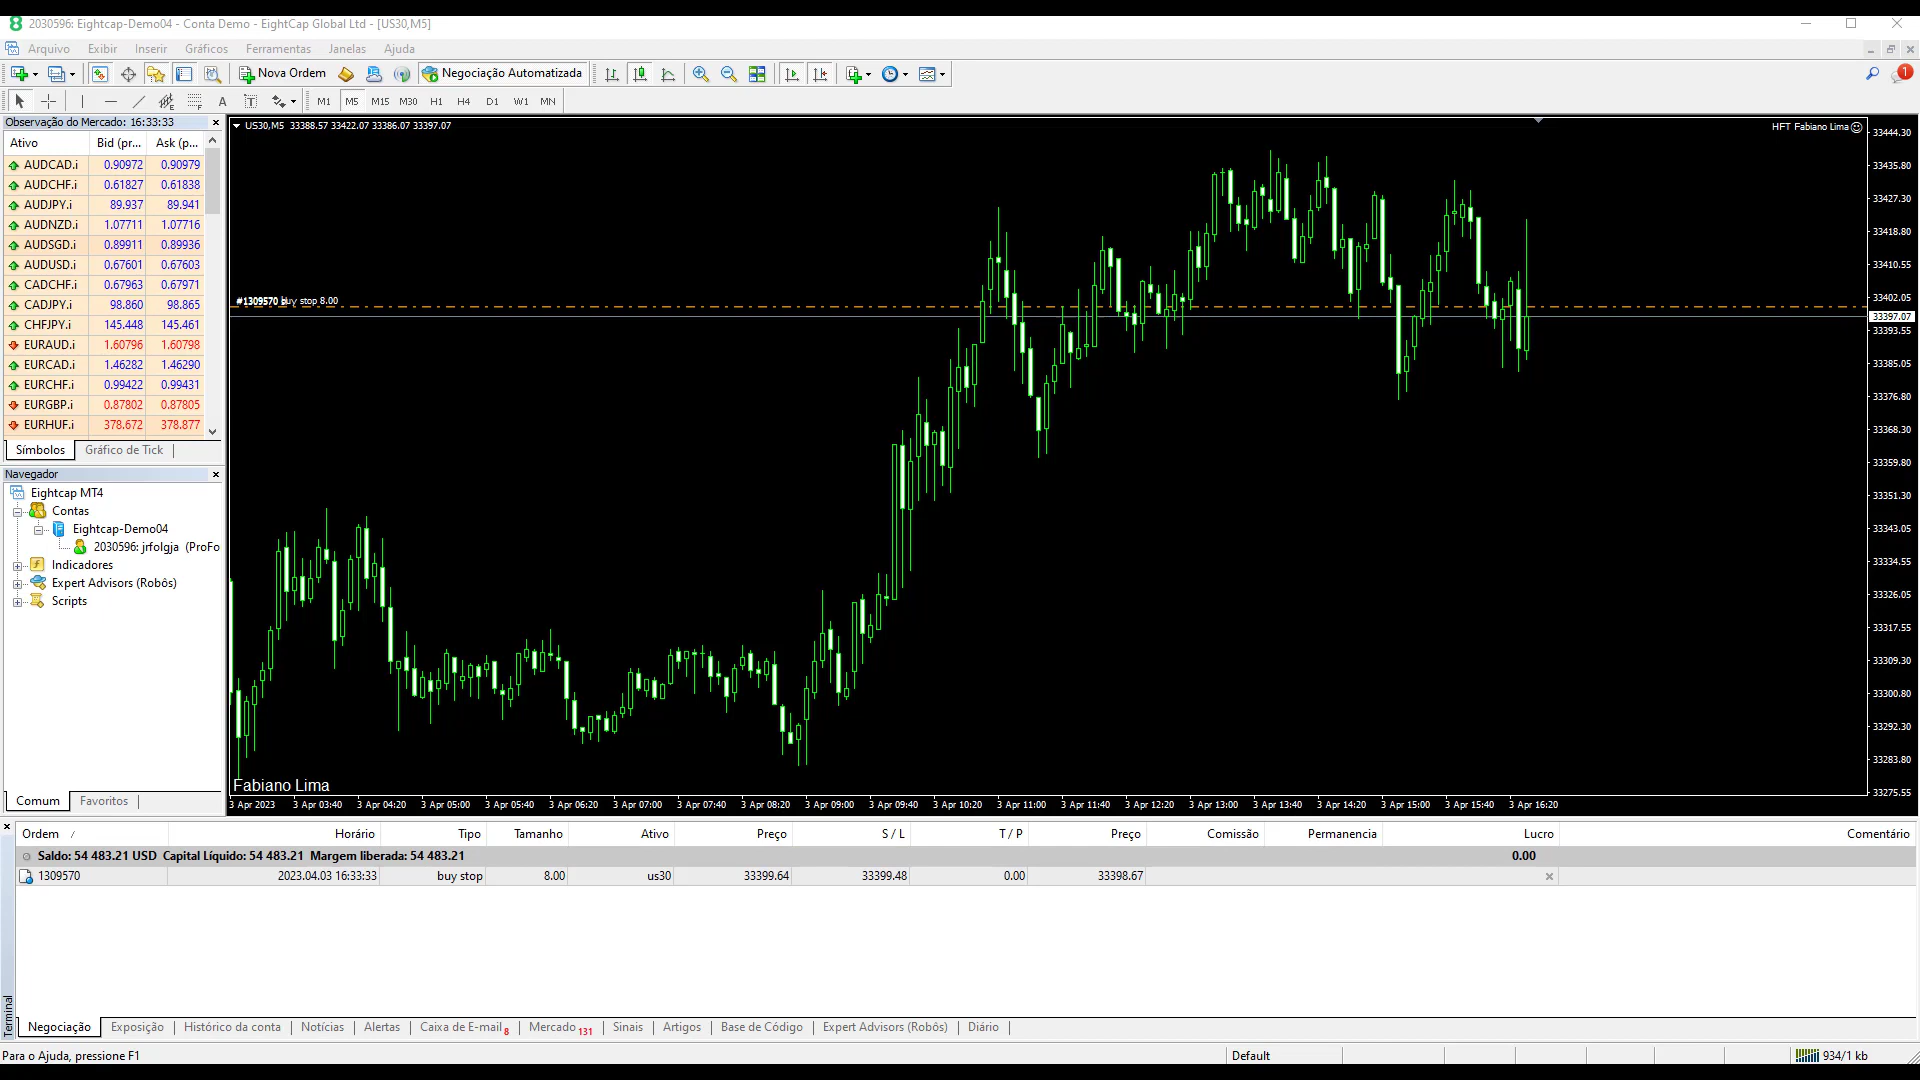 2030596: Eightcap-Demo04 - Conta Demo - EightCap Global Ltd - [US30,M5]
Arquivo Exibir Inserir Gráficos Ferramentas Janelas Ajuda
Nova Ordem Negociação Automatizada 1
A T M1 M5 M15 M30 H1 H4 D1 W1 MN
Observação do Mercado: 16:33:33
Ativo Bid (pr... Ask (p...
AUDCAD.i 0.90972 0.90979
AUDCHF.i 0.61827 0.61838
AUDJPY.i 89.937 89.941
AUDNZD.i 1.07711 1.07716
AUDSGD.i 0.89911 0.89936
AUDUSD.i 0.67601 0.67603
CADCHF.i 0.67963 0.67971
CADJPY.i 98.860 98.865
CHFJPY.i 145.448 145.461
EURAUD.i 1.60796 1.60798
EURCAD.i 1.46282 1.46290
EURCHF.i 0.99422 0.99431
EURGBP.i 0.87802 0.87805
EURHUF.i 378.672 378.877
Símbolos Gráfico de Tick
Navegador
Eightcap MT4
Contas
Eightcap-Demo04
2030596: jrfolgja (ProFo
Indicadores
Expert Advisors (Robôs)
Scripts
Comum Favoritos
US30,M5 33388.57 33422.07 33386.07 33397.07
HFT Fabiano Lima
#1309570 buy stop 8.00
33444.30
33435.80
33427.30
33418.80
33410.55
33402.05
33397.07
33393.55
33385.05
33376.80
33368.30
33359.80
33351.30
33343.05
33334.55
33326.05
33317.55
33309.30
33300.80
33292.30
33283.80
33275.55
Fabiano Lima
3 Apr 2023 3 Apr 03:40 3 Apr 04:20 3 Apr 05:00 3 Apr 05:40 3 Apr 06:20 3 Apr 07:00 3 Apr 07:40 3 Apr 08:20 3 Apr 09:00 3 Apr 09:40 3 Apr 10:20 3 Apr 11:00 3 Apr 11:40 3 Apr 12:20 3 Apr 13:00 3 Apr 13:40 3 Apr 14:20 3 Apr 15:00 3 Apr 15:40 3 Apr 16:20
Ordem / Horário Tipo Tamanho Ativo Preço S / L T / P Preço Comissão Permanencia Lucro Comentário
Saldo: 54 483.21 USD Capital Líquido: 54 483.21 Margem liberada: 54 483.21 0.00
1309570 2023.04.03 16:33:33 buy stop 8.00 us30 33399.64 33399.48 0.00 33398.67
Terminal
Negociação Exposição Histórico da conta Notícias Alertas Caixa de E-mail 8 Mercado 131 Sinais Artigos Base de Código Expert Advisors (Robôs) Diário
Para o Ajuda, pressione F1 Default 934/1 kb